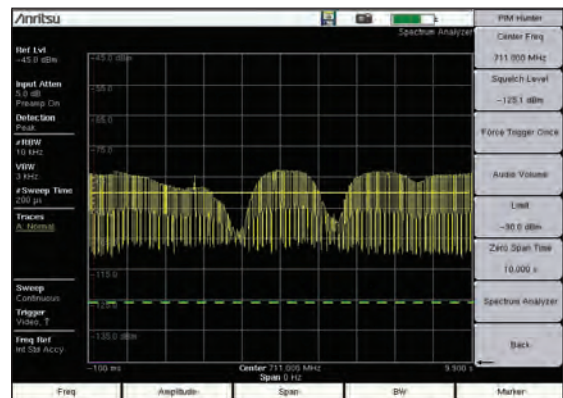 Anritsu
Spectrum Analyzer
PIM Hunter
Ref Lvl
-45.0 dBm
Input Atten
5.0 dB
Preamp On
Detection
Peak
#RBW
10 kHz
VBW
3 kHz
#Sweep Time
200 µs
Traces
A: Normal
Sweep
Continuous
Trigger
Video, ↑
Freq Ref
Int Std Accy
-45.0 dBm
-55.0
-65.0
-75.0
-115.0
-125.0
-135.0 dBm
-100 ms
Center 711.000 MHz
Span 0 Hz
9.900 s
Center Freq
711.000 MHz
Squelch Level
-125.1 dBm
Force Trigger Once
Audio Volume
Limit
-90.0 dBm
Zero Span Time
10.000 s
Spectrum Analyzer
Back
Freq
Amplitude
Span
BW
Marker